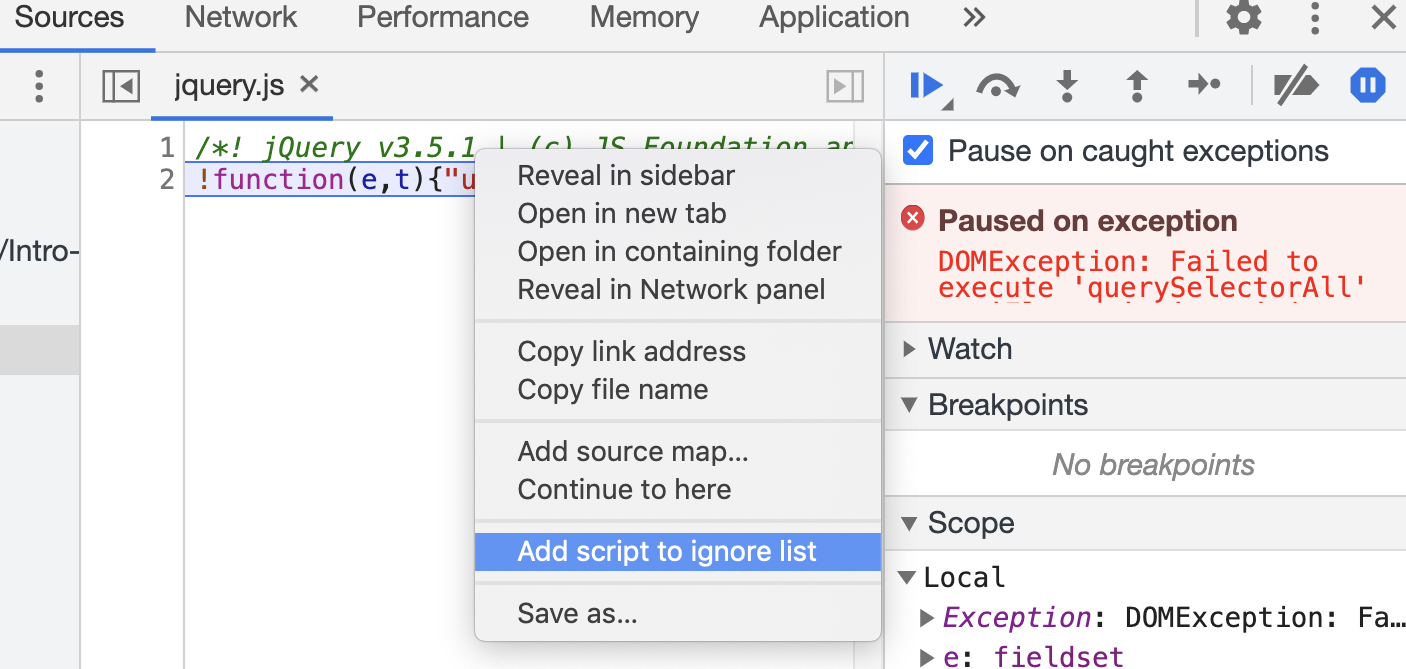 Sources Network Performance Memory Application
jquery.js
/Intro-
1 /*! jQuery v3.5.1 | (c) JS Foundation an
2 !function(e,t){"u
Reveal in sidebar
Open in new tab
Open in containing folder
Reveal in Network panel
Copy link address
Copy file name
Add source map...
Continue to here
Add script to ignore list
Save as...
Pause on caught exceptions
Paused on exception
DOMException: Failed to
execute 'querySelectorAll'
Watch
Breakpoints
No breakpoints
Scope
Local
Exception: DOMException: Fa…
e: fieldset